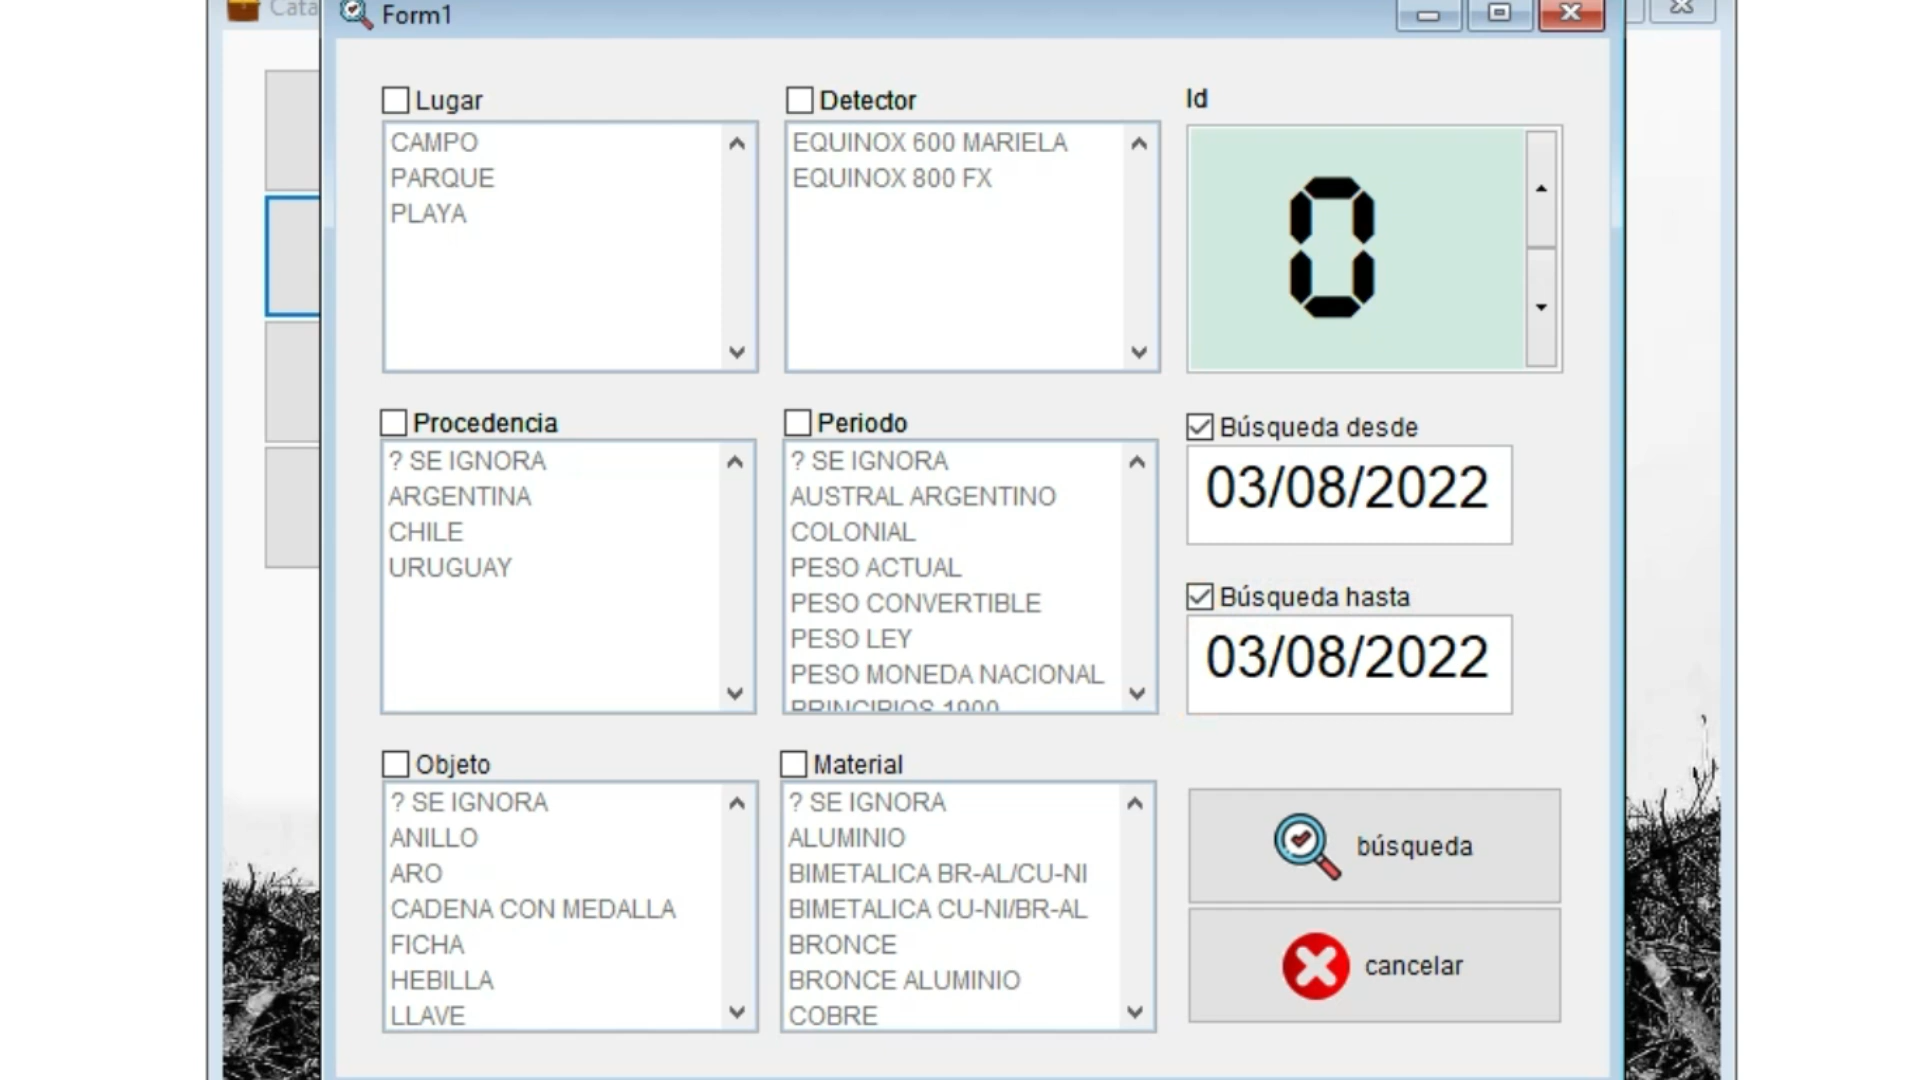 Cata
Form1
Lugar
CAMPO
PARQUE
PLAYA
Detector
EQUINOX 600 MARIELA
EQUINOX 800 FX
Id
0
Procedencia
? SE IGNORA
ARGENTINA
CHILE
URUGUAY
Periodo
? SE IGNORA
AUSTRAL ARGENTINO
COLONIAL
PESO ACTUAL
PESO CONVERTIBLE
PESO LEY
PESO MONEDA NACIONAL
PRINCIPIOS 1900
Búsqueda desde
03/08/2022
Búsqueda hasta
03/08/2022
Objeto
? SE IGNORA
ANILLO
ARO
CADENA CON MEDALLA
FICHA
HEBILLA
LLAVE
Material
? SE IGNORA
ALUMINIO
BIMETALICA BR-AL/CU-NI
BIMETALICA CU-NI/BR-AL
BRONCE
BRONCE ALUMINIO
COBRE
búsqueda
cancelar